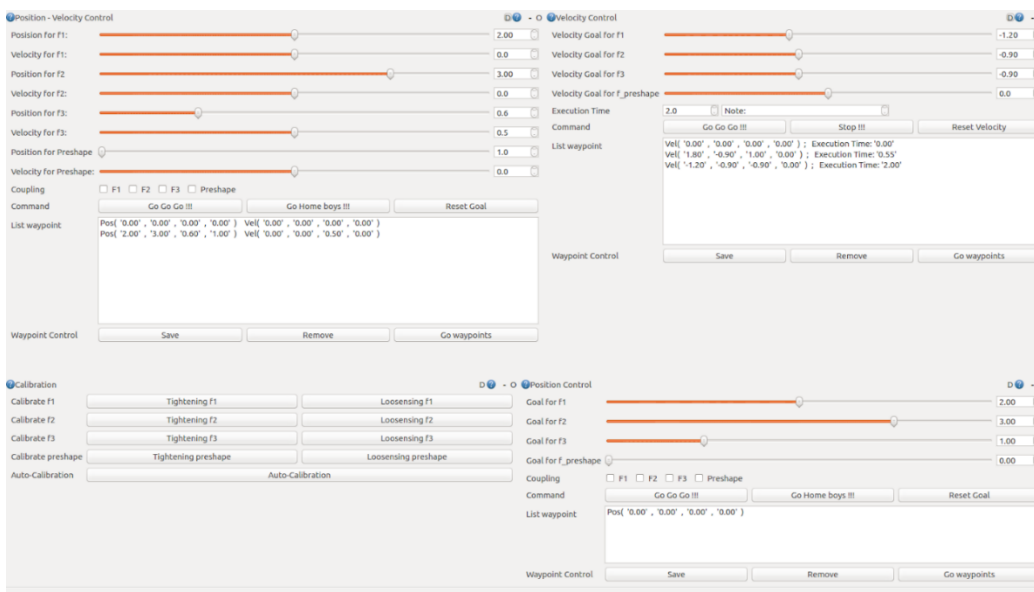 Position - Velocity Control D - O
Posision for f1: 2.00
Velocity for f1: 0.0
Position for f2 3.00
Velocity for f2: 0.0
Position for f3: 0.6
Velocity for f3: 0.5
Position for Preshape 1.0
Velocity for Preshape: 0.0
Coupling F1 F2 F3 Preshape
Command Go Go Go !!! Go Home boys !!! Reset Goal
List waypoint
Pos( '0.00' , '0.00' , '0.00' , '0.00' ) Vel( '0.00' , '0.00' , '0.00' , '0.00' )
Pos( '2.00' , '3.00' , '0.60' , '1.00' ) Vel( '0.00' , '0.00' , '0.50' , '0.00' )
Waypoint Control Save Remove Go waypoints
Velocity Control D -
Velocity Goal for f1 -1.20
Velocity Goal for f2 -0.90
Velocity Goal for f3 -0.90
Velocity Goal for f_preshape 0.0
Execution Time 2.0 Note:
Command Go Go Go !!! Stop !!! Reset Velocity
List waypoint
Vel( '0.00' , '0.00' , '0.00' , '0.00' ) ; Execution Time: '0.00'
Vel( '1.80' , '-0.90' , '1.00' , '0.00' ) ; Execution Time: '0.55'
Vel( '-1.20' , '-0.90' , '-0.90' , '0.00' ) ; Execution Time: '2.00'
Waypoint Control Save Remove Go waypoints
Calibration D - O
Calibrate f1 Tightening f1 Loosensing f1
Calibrate f2 Tightening f2 Loosensing f2
Calibrate f3 Tightening f3 Loosensing f3
Calibrate preshape Tightening preshape Loosensing preshape
Auto-Calibration Auto-Calibration
Position Control D -
Goal for f1 2.00
Goal for f2 3.00
Goal for f3 1.00
Goal for f_preshape 0.00
Coupling F1 F2 F3 Preshape
Command Go Go Go !!! Go Home boys !!! Reset Goal
List waypoint Pos( '0.00' , '0.00' , '0.00' , '0.00' )
Waypoint Control Save Remove Go waypoints